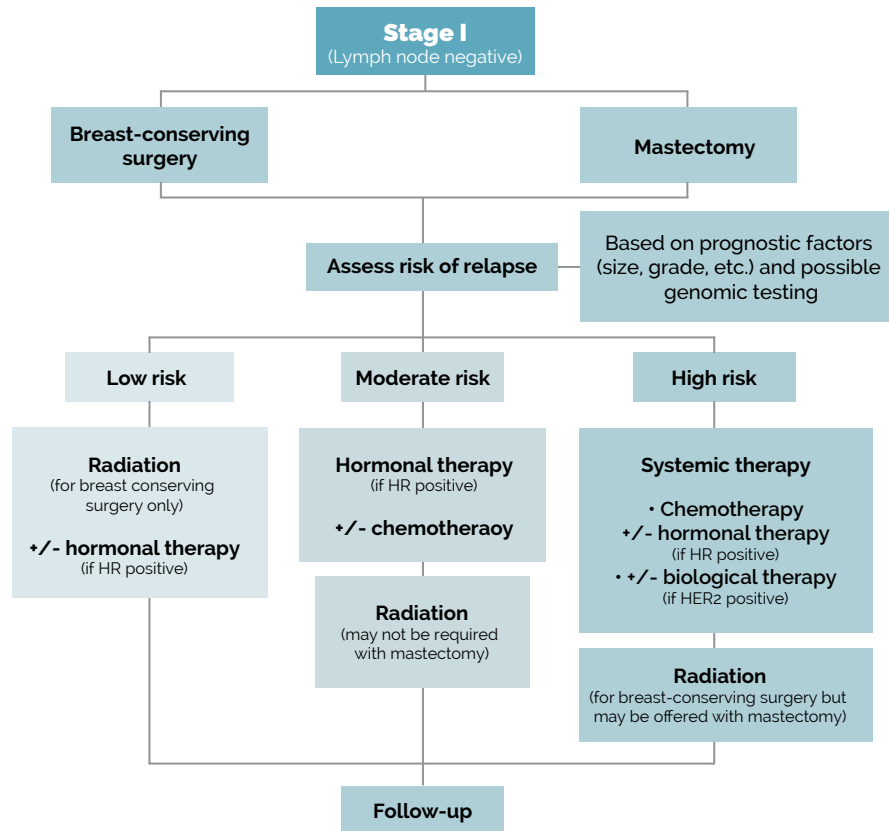 Stage I
(Lymph node negative)
Breast-conserving
surgery
Mastectomy
Assess risk of relapse
Based on prognostic factors
(size, grade, etc.) and possible
genomic testing
Low risk
Moderate risk
High risk
Radiation
(for breast conserving
surgery only)
+/- hormonal therapy
(if HR positive)
Hormonal therapy
(if HR positive)
+/- chemotheraoy
Radiation
(may not be required
with mastectomy)
Systemic therapy
• Chemotherapy
+/- hormonal therapy
(if HR positive)
• +/- biological therapy
(if HER2 positive)
Radiation
(for breast-conserving surgery but
may be offered with mastectomy)
Follow-up